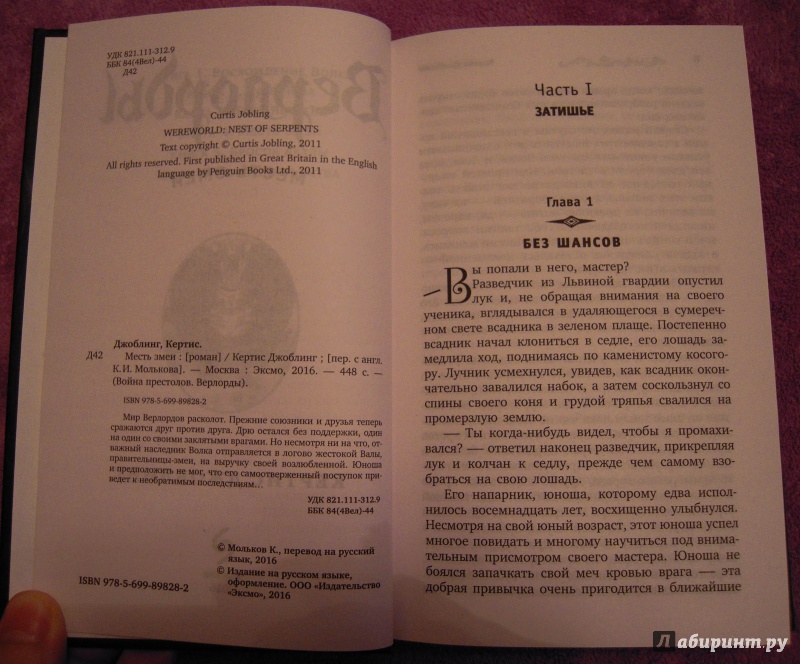 УДК 821.111-312.9
ББК 84(4Вел)-44
Д42
Верлорды
Curtis Jobling
WEREWORLD: NEST OF SERPENTS
Text copyright © Curtis Jobling, 2011
All rights reserved. First published in Great Britain in the English
language by Penguin Books Ltd., 2011
Джоблинг, Кертис.
Д42 Месть змеи : [роман] / Кертис Джоблинг ; [пер. с англ.
К.И. Молькова]. — Москва : Эксмо, 2016. — 448 с. —
(Война престолов. Верлорды).
ISBN 978-5-699-89828-2
Мир Верлордов расколот. Прежние союзники и друзья теперь
сражаются друг против друга. Дрю остался без поддержки, один
на один со своими заклятыми врагами. Но несмотря ни на что, от-
важный наследник Волка отправляется в логово жестокой Валы,
правительницы-змеи, на выручку своей возлюбленной. Юноша
и предположить не мог, что его самоотверженный поступок при-
ведет к необратимым последствиям...
УДК 821.111-312.9
ББК 84(4Вел)-44
© Мольков К., перевод на русский
язык, 2016
© Издание на русском языке,
оформление. ООО «Издательство
«Эксмо», 2016
ISBN 978-5-699-89828-2
Часть I
ЗАТИШЬЕ
Глава 1
БЕЗ ШАНСОВ
— Вы попали в него, мастер?
Разведчик из Львиной гвардии опустил
лук и, не обращая внимания на своего
ученика, вглядывался в удаляющегося в сумереч-
ном свете всадника в зеленом плаще. Постепенно
всадник начал клониться в седле, его лошадь за-
медлила ход, поднимаясь по каменистому косого-
ру. Лучник усмехнулся, увидев, как всадник окон-
чательно завалился набок, а затем соскользнул со
спины своего коня и грудой тряпья свалился на
промерзлую землю.
— Ты когда-нибудь видел, чтобы я промахи-
вался? — ответил наконец разведчик, прикрепляя
лук и колчан к седлу, прежде чем самому взо-
браться на свою лошадь.
Его напарник, юноша, которому едва испол-
нилось восемнадцать лет, восхищенно улыбнулся.
Несмотря на свой юный возраст, этот юноша успел
многое повидать и многому научиться под внима-
тельным присмотром своего мастера. Юноша не
боялся запачкать свой меч кровью врага — эта
добрая привычка очень пригодится в ближайшие
Лабиринт.ру